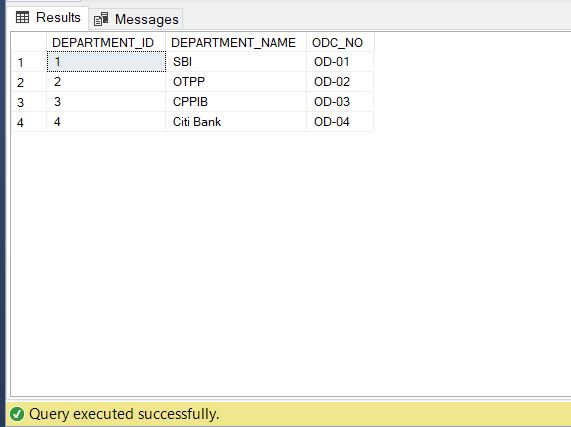 Results Messages
DEPARTMENT_ID DEPARTMENT_NAME ODC_NO
1 1 SBI OD-01
2 2 OTPP OD-02
3 3 CPPIB OD-03
4 4 Citi Bank OD-04
Query executed successfully.